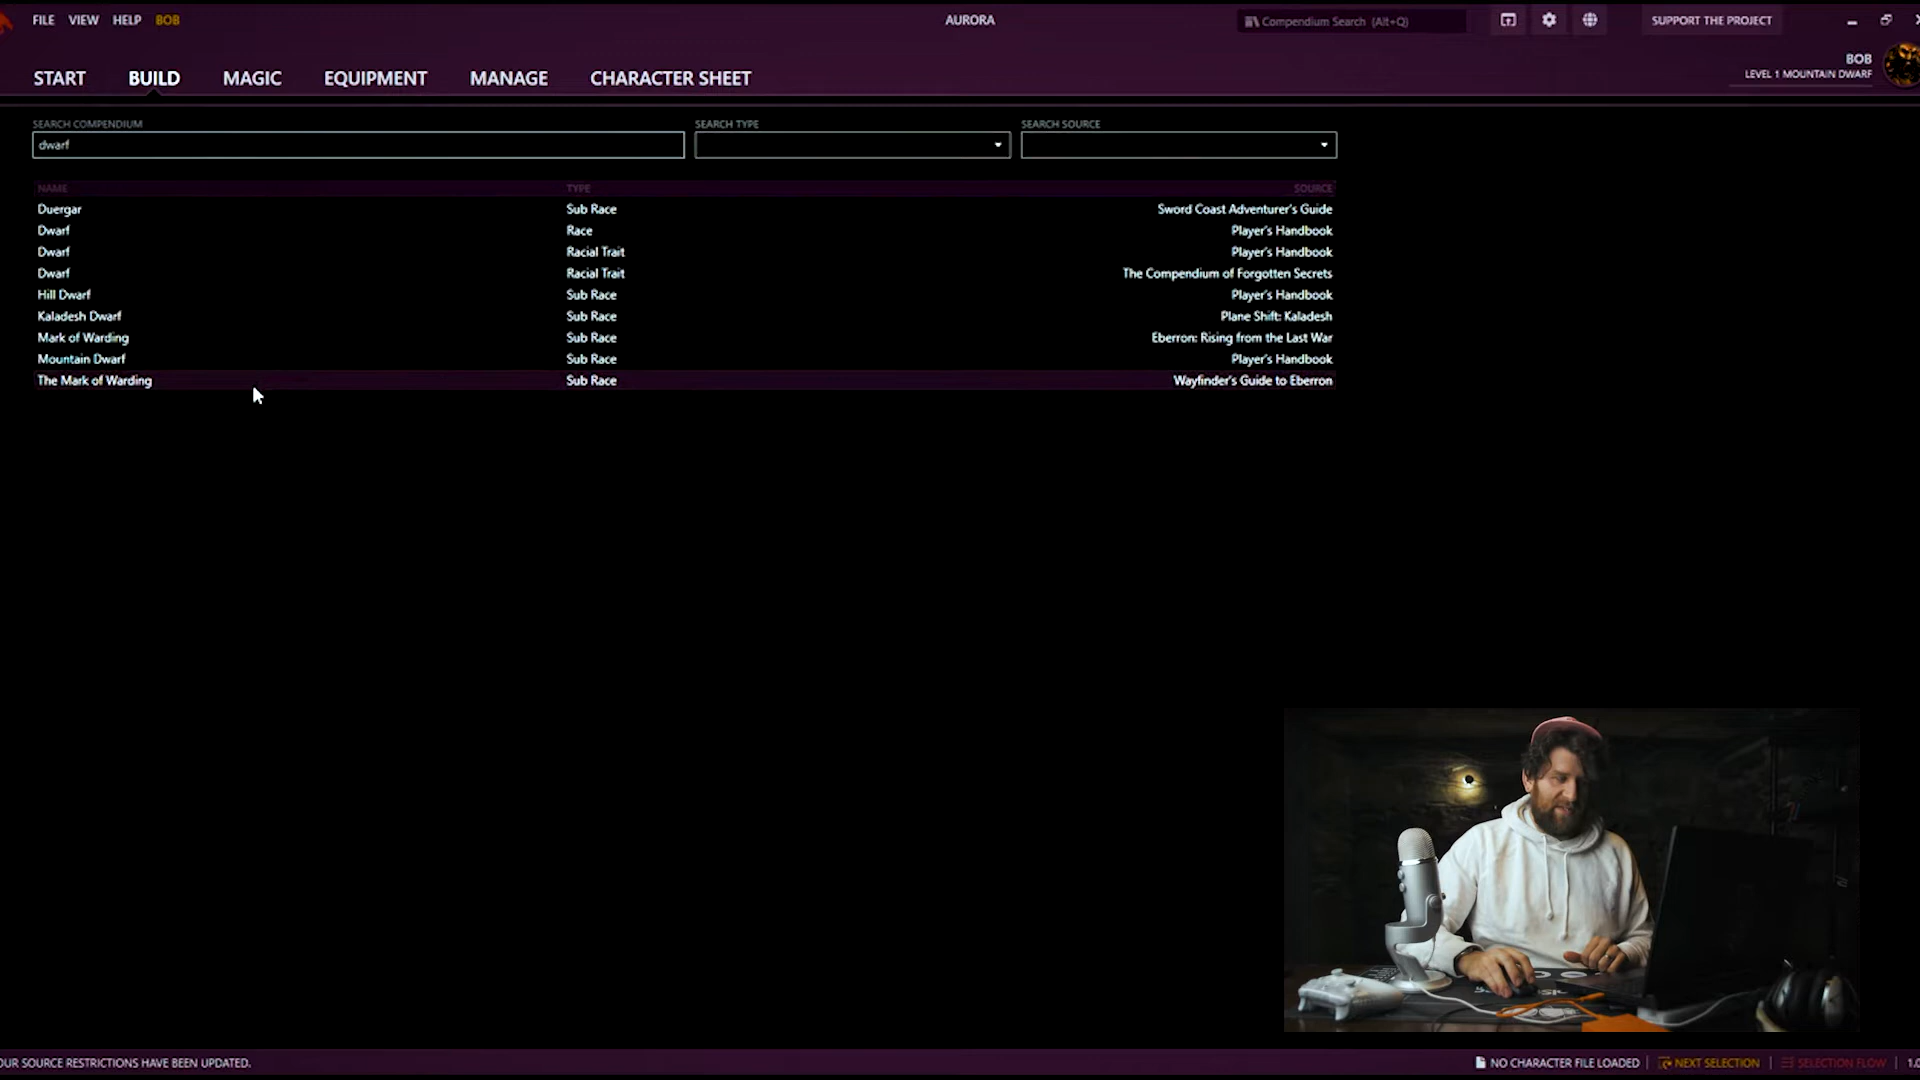 FILE VIEW HELP BOB
AURORA
Compendium Search (Alt+Q)
SUPPORT THE PROJECT
START BUILD MAGIC EQUIPMENT MANAGE CHARACTER SHEET
BOB
LEVEL 1 MOUNTAIN DWARF
SEARCH COMPENDIUM SEARCH TYPE SEARCH SOURCE
dwarf
NAME TYPE SOURCE
Duergar Sub Race Sword Coast Adventurer's Guide
Dwarf Race Player's Handbook
Dwarf Racial Trait Player's Handbook
Dwarf Racial Trait The Compendium of Forgotten Secrets
Hill Dwarf Sub Race Player's Handbook
Kaladesh Dwarf Sub Race Plane Shift: Kaladesh
Mark of Warding Sub Race Eberron: Rising from the Last War
Mountain Dwarf Sub Race Player's Handbook
The Mark of Warding Sub Race Wayfinder's Guide to Eberron
OUR SOURCE RESTRICTIONS HAVE BEEN UPDATED.
NO CHARACTER FILE LOADED | NEXT SELECTION | SELECTION FLOW | 1.0